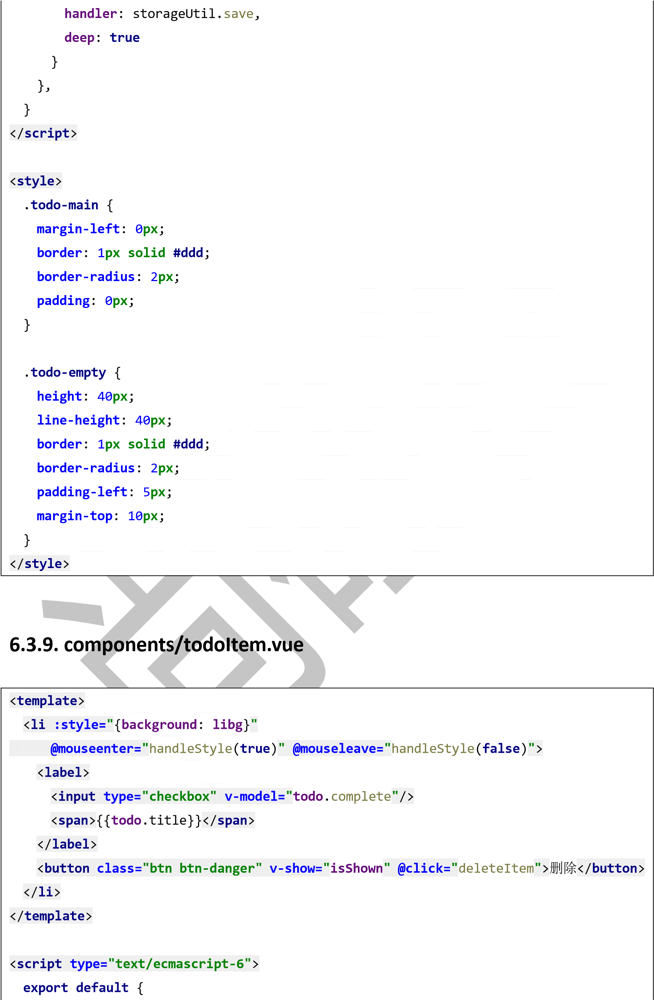 handler: storageUtil.save,
deep: true
}
},
}
</script>
<style>
.todo-main {
margin-left: 0px;
border: 1px solid #ddd;
border-radius: 2px;
padding: 0px;
}
.todo-empty {
height: 40px;
line-height: 40px;
border: 1px solid #ddd;
border-radius: 2px;
padding-left: 5px;
margin-top: 10px;
}
</style>
6.3.9. components/todoItem.vue
<template>
<li :style="{background: libg}"
@mouseenter="handleStyle(true)" @mouseleave="handleStyle(false)">
<label>
<input type="checkbox" v-model="todo.complete"/>
<span>{{todo.title}}</span>
</label>
<button class="btn btn-danger" v-show="isShown" @click="deleteItem">删除</button>
</li>
</template>
<script type="text/ecmascript-6">
export default {